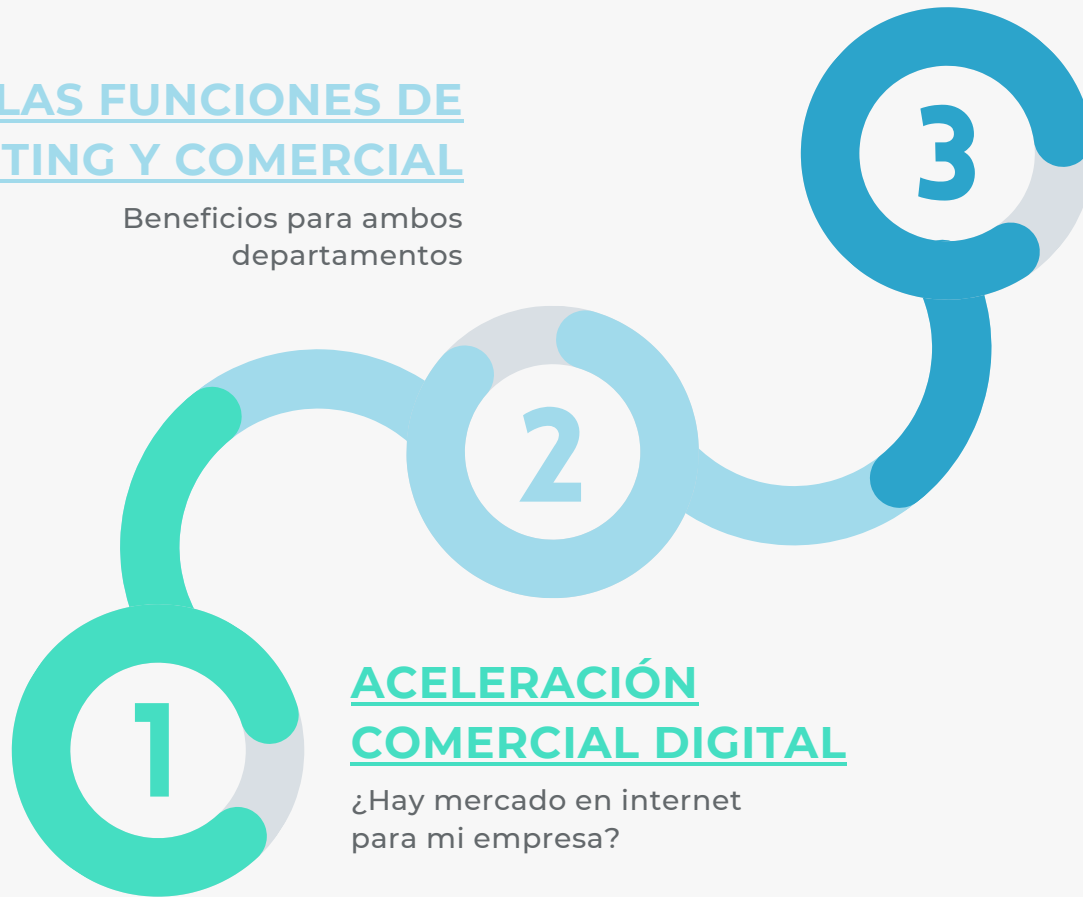 LAS FUNCIONES DE
TING Y COMERCIAL
Beneficios para ambos
departamentos
3
2
1
ACELERACIÓN
COMERCIAL DIGITAL
¿Hay mercado en internet
para mi empresa?